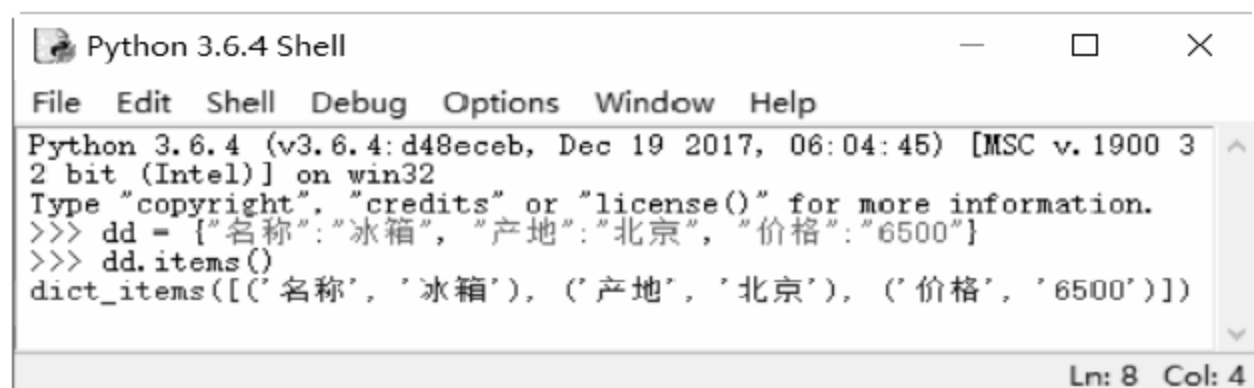 Python 3.6.4 Shell
File Edit Shell Debug Options Window Help
Python 3.6.4 (v3.6.4:d48eceb, Dec 19 2017, 06:04:45) [MSC v.1900 3
2 bit (Intel)] on win32
Type "copyright", "credits" or "license()" for more information.
>>> dd = {"名称":"冰箱", "产地":"北京", "价格":"6500"}
>>> dd.items()
dict_items([('名称', '冰箱'), ('产地', '北京'), ('价格', '6500')])
Ln: 8 Col: 4